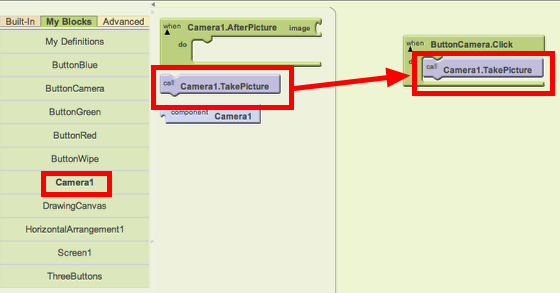 Built-In My Blocks Advanced
My Definitions
ButtonBlue
ButtonCamera
ButtonGreen
ButtonRed
ButtonWipe
Camera1
DrawingCanvas
HorizontalArrangement1
Screen1
ThreeButtons
when Camera1.AfterPicture image
do
call Camera1.TakePicture
component Camera1
when ButtonCamera.Click
do
call Camera1.TakePicture